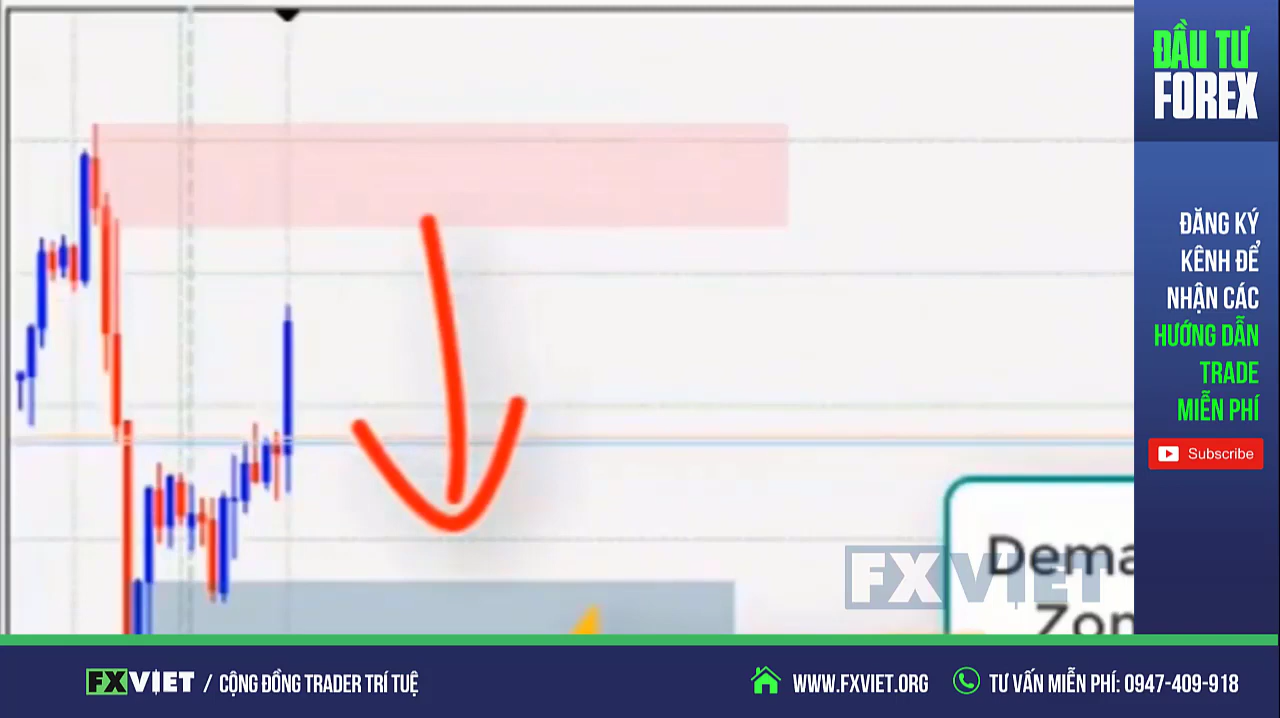 ĐẦU TƯ
FOREX
ĐĂNG KÝ
KÊNH ĐỂ
NHẬN CÁC
HƯỚNG DẪN
TRADE
MIỄN PHÍ
Subscribe
FXVIET
Dema
Zon
FXVIET / CỘNG ĐỒNG TRADER TRÍ TUỆ
WWW.FXVIET.ORG
TƯ VẤN MIỄN PHÍ: 0947-409-918